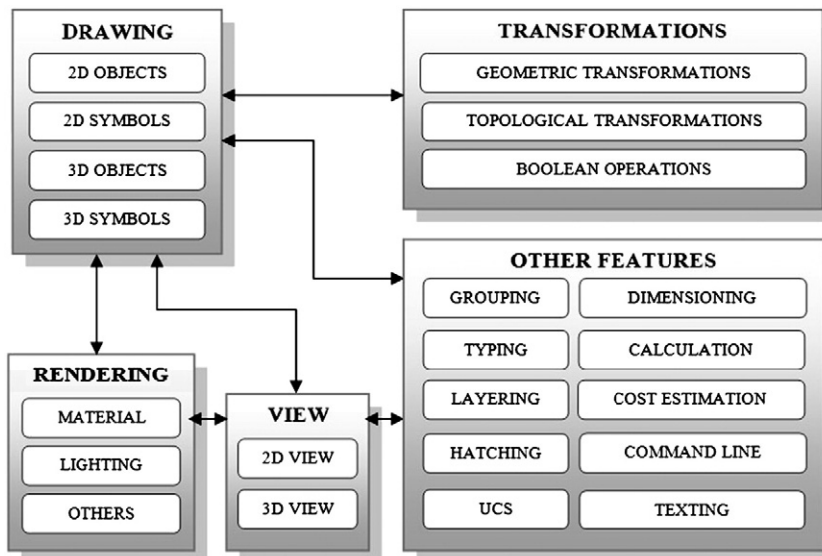 DRAWING
2D OBJECTS
2D SYMBOLS
3D OBJECTS
3D SYMBOLS
TRANSFORMATIONS
GEOMETRIC TRANSFORMATIONS
TOPOLOGICAL TRANSFORMATIONS
BOOLEAN OPERATIONS
OTHER FEATURES
GROUPING
DIMENSIONING
TYPING
CALCULATION
LAYERING
COST ESTIMATION
HATCHING
COMMAND LINE
UCS
TEXTING
RENDERING
MATERIAL
LIGHTING
OTHERS
VIEW
2D VIEW
3D VIEW